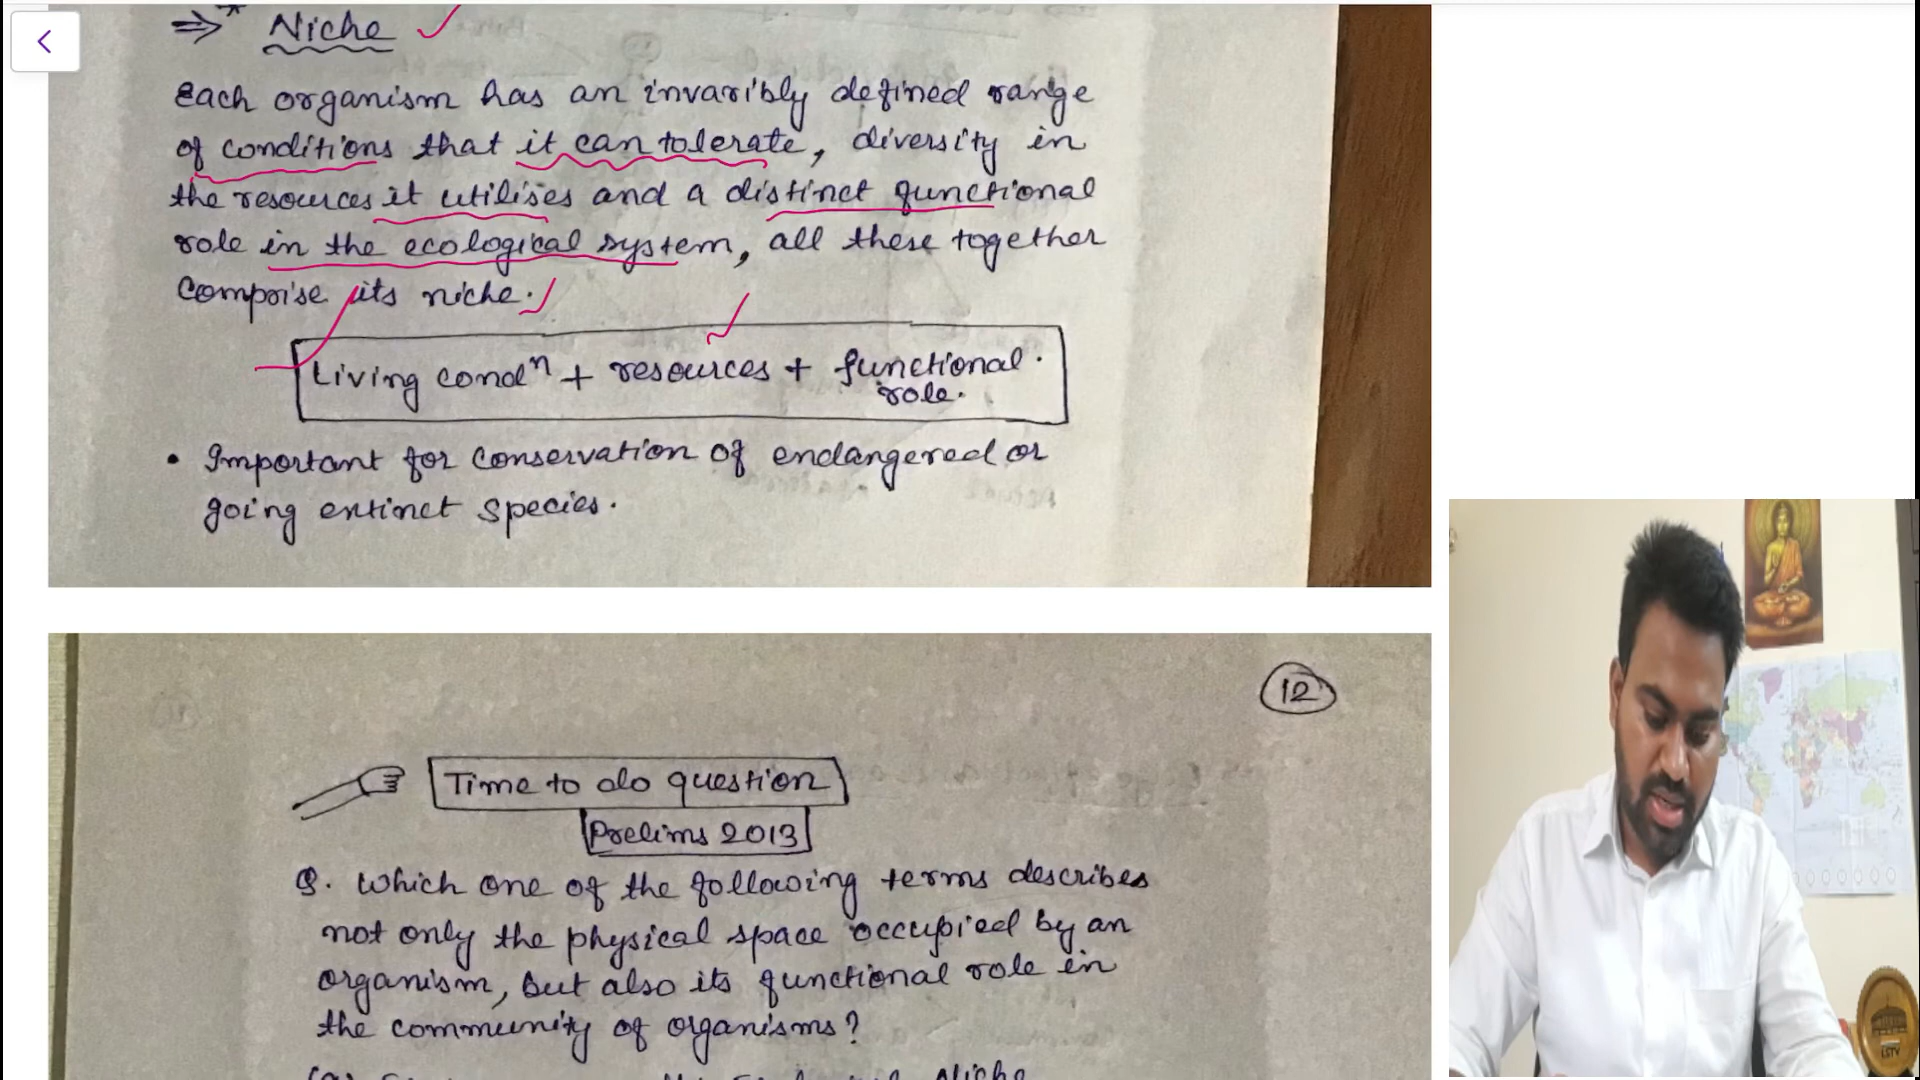 ⇒* Niche
Each organism has an invaribly defined range
of conditions that it can tolerate, diversity in
the resources it utilises and a distinct functional
role in the ecological system, all these together
Comprise its niche.
Living condⁿ + resources + functional
role.
• Important for conservation of endangered or
going extinct species.
12
Time to do question
Prelims 2013
Q. Which one of the following terms describes
not only the physical space occupied by an
organism, but also its functional role in
the community of organisms?
Niche
LSTV